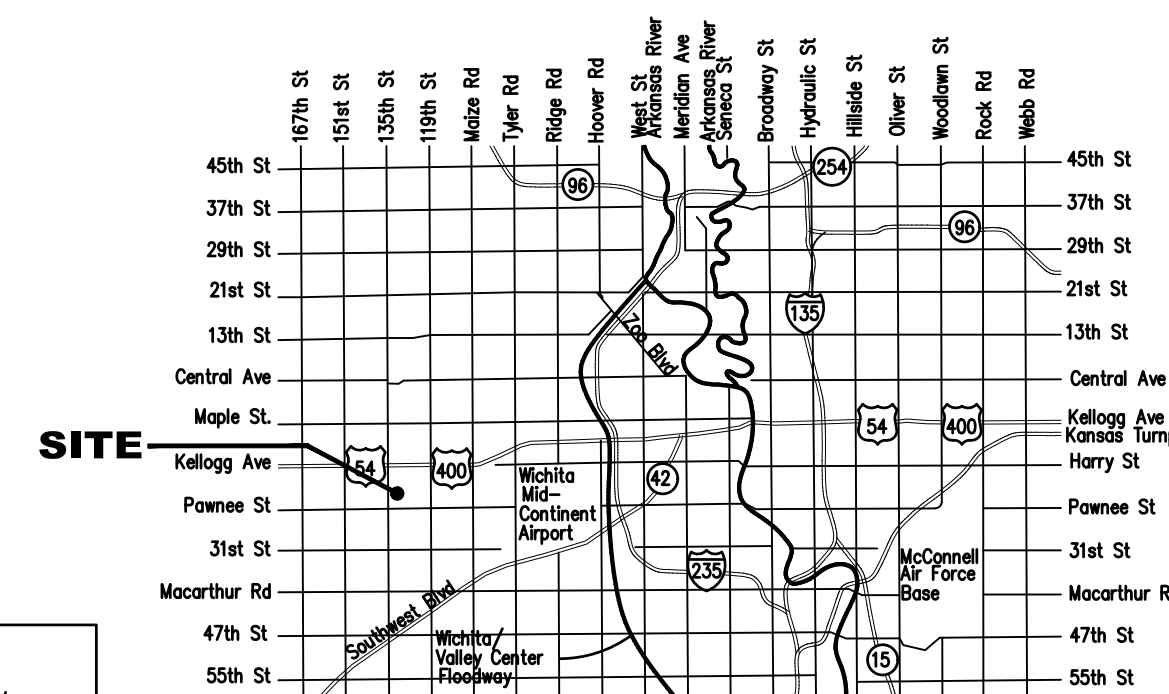 167th St
151st St
135th St
119th St
Maize Rd
Tyler Rd
Ridge Rd
Hoover Rd
West St
Arkansas River
Meridian Ave
Arkansas River
Seneca St
Broadway St
Hydraulic St
Hillside St
Oliver St
Woodlawn St
Rock Rd
Webb Rd
45th St
96
254
45th St
37th St
37th St
29th St
96
29th St
21st St
21st St
13th St
Zoo Blvd
135
13th St
Central Ave
Central Ave
Maple St.
54
400
Kellogg Ave
Kansas Turnp
SITE
Kellogg Ave
54
400
Harry St
Wichita
Mid-
Continent
Airport
42
Pawnee St
Pawnee St
31st St
31st St
235
McConnell
Air Force
Base
Macarthur Rd
Macarthur R
Southwest Blvd
47th St
47th St
Wichita/
Valley Center
Floodway
15
55th St
55th St